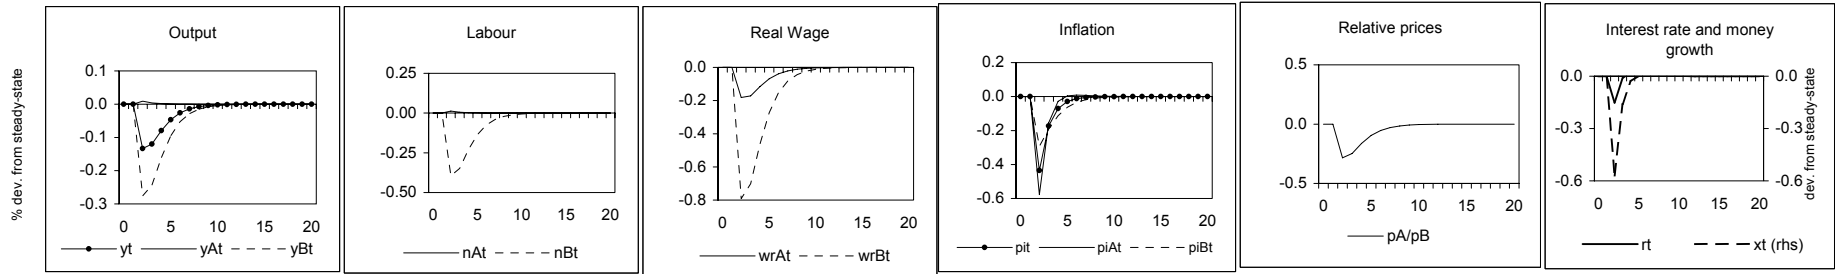 % dev. from steady-state
Output
0.1
0.0
-0.1
-0.2
-0.3
0 5 10 15 20
yt yAt yBt
Labour
0.25
0.00
-0.25
-0.50
0 5 10 15 20
nAt nBt
Real Wage
0.0
-0.2
-0.4
-0.6
-0.8
0 5 10 15 20
wrAt wrBt
Inflation
0.2
0.0
-0.2
-0.4
-0.6
0 5 10 15 20
pit piAt piBt
Relative prices
0.5
0.0
-0.5
0 5 10 15 20
pA/pB
Interest rate and money
growth
0.0 0.0
-0.3 -0.3
-0.6 -0.6
0 5 10 15 20
dev. from steady-state
rt xt (rhs)